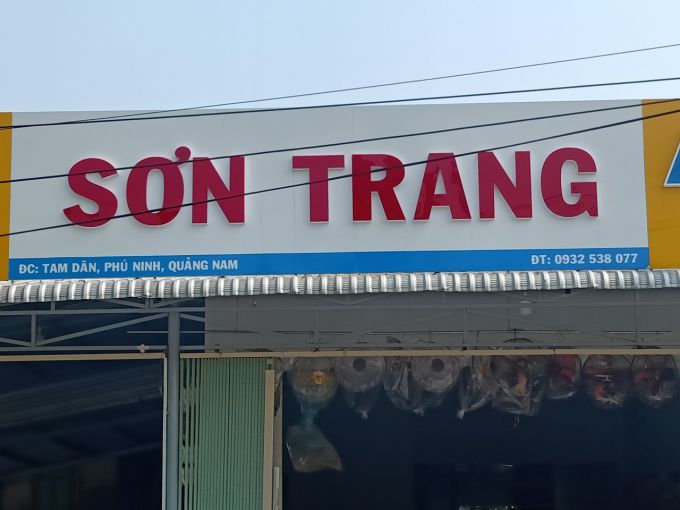 SƠN TRANG
ĐC: TAM DÂN, PHÚ NINH, QUẢNG NAM
ĐT: 0932 538 077